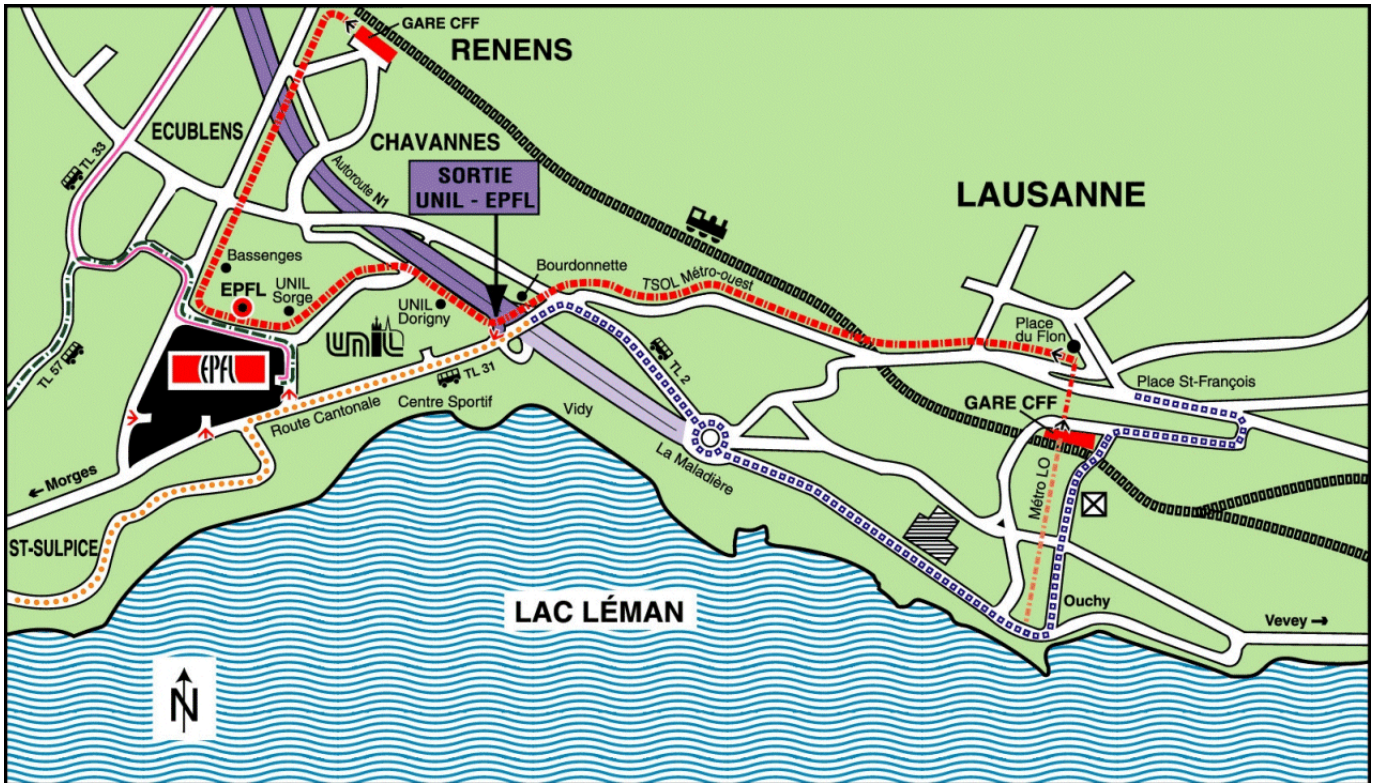 GARE CFF
RENENS
ECUBLENS
CHAVANNES
TL 33
Autoroute N1
SORTIE
UNIL - EPFL
LAUSANNE
Bassenges
EPFL
UNIL
Sorge
UNIL
Dorigny
Bourdonnette
TSOL Métro-ouest
Place
du Flon
unil
EPFL
TL 57
TL 31
TL 2
Place St-François
Route Cantonale
Centre Sportif
Vidy
GARE CFF
La Maladière
Métro LO
Morges
ST-SULPICE
LAC LÉMAN
Ouchy
Vevey
N